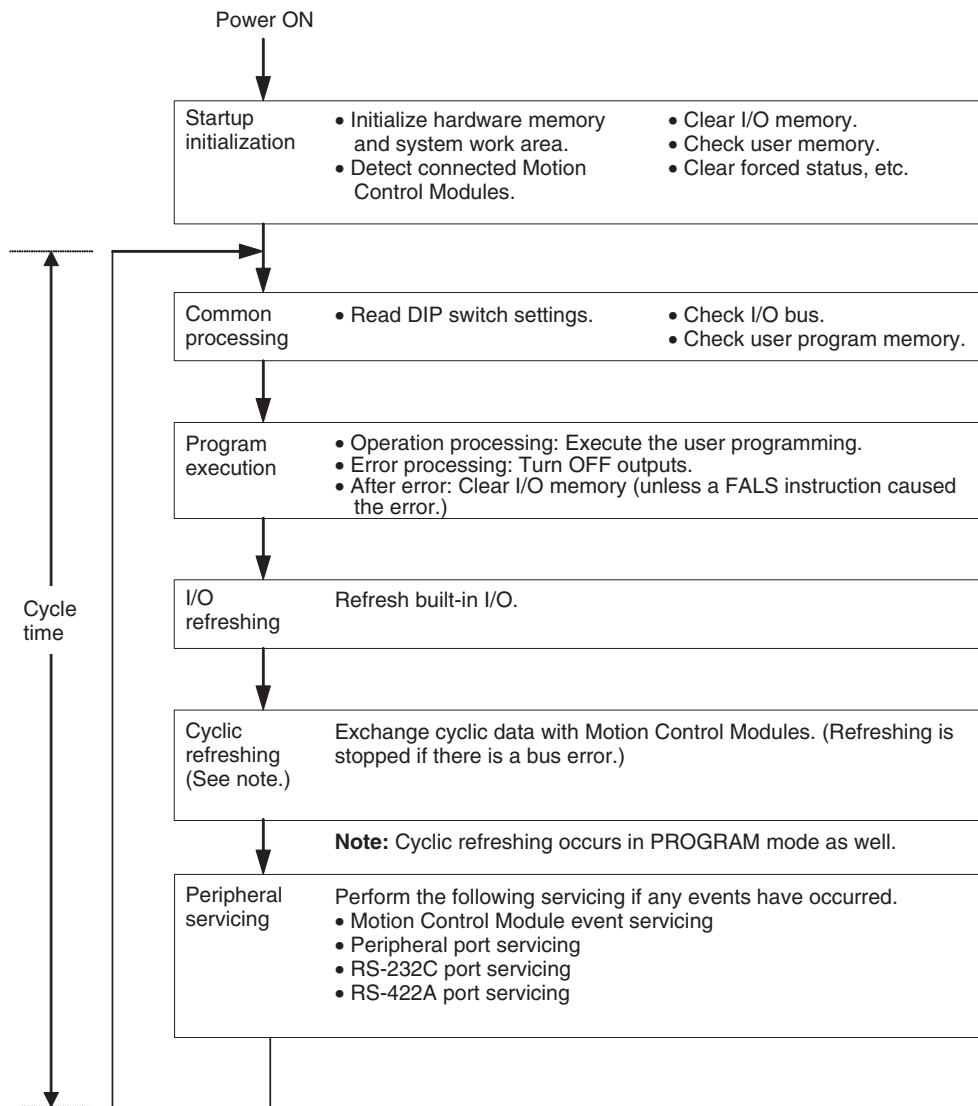 Power ON
Startup
initialization
• Initialize hardware memory
and system work area.
• Detect connected Motion
Control Modules.
• Clear I/O memory.
• Check user memory.
• Clear forced status, etc.
Common
processing
• Read DIP switch settings.
• Check I/O bus.
• Check user program memory.
Program
execution
• Operation processing: Execute the user programming.
• Error processing: Turn OFF outputs.
• After error: Clear I/O memory (unless a FALS instruction caused
the error.)
I/O
refreshing
Refresh built-in I/O.
Cycle
time
Cyclic
refreshing
(See note.)
Exchange cyclic data with Motion Control Modules. (Refreshing is
stopped if there is a bus error.)
Note: Cyclic refreshing occurs in PROGRAM mode as well.
Peripheral
servicing
Perform the following servicing if any events have occurred.
• Motion Control Module event servicing
• Peripheral port servicing
• RS-232C port servicing
• RS-422A port servicing